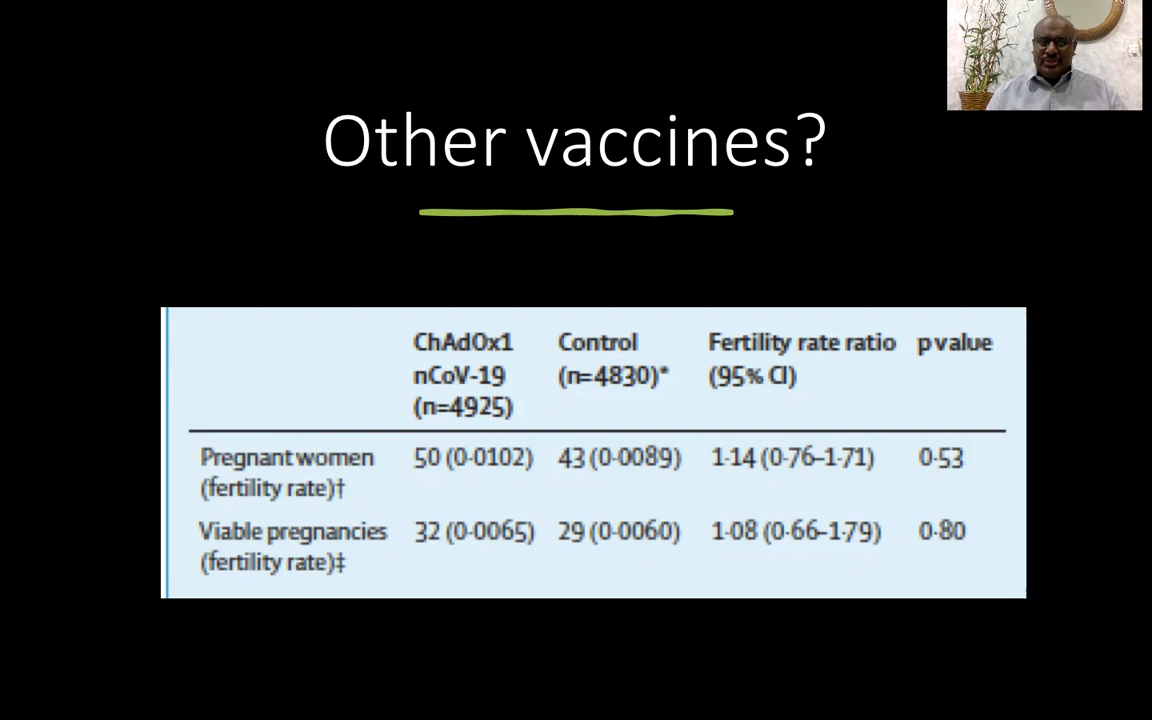 Other vaccines?
ChAdOx1 Control Fertility rate ratio p value
nCoV-19 (n=4830)* (95% CI)
(n=4925)
Pregnant women 50 (0·0102) 43 (0·0089) 1·14 (0·76–1·71) 0·53
(fertility rate)†
Viable pregnancies 32 (0·0065) 29 (0·0060) 1·08 (0·66–1·79) 0·80
(fertility rate)‡